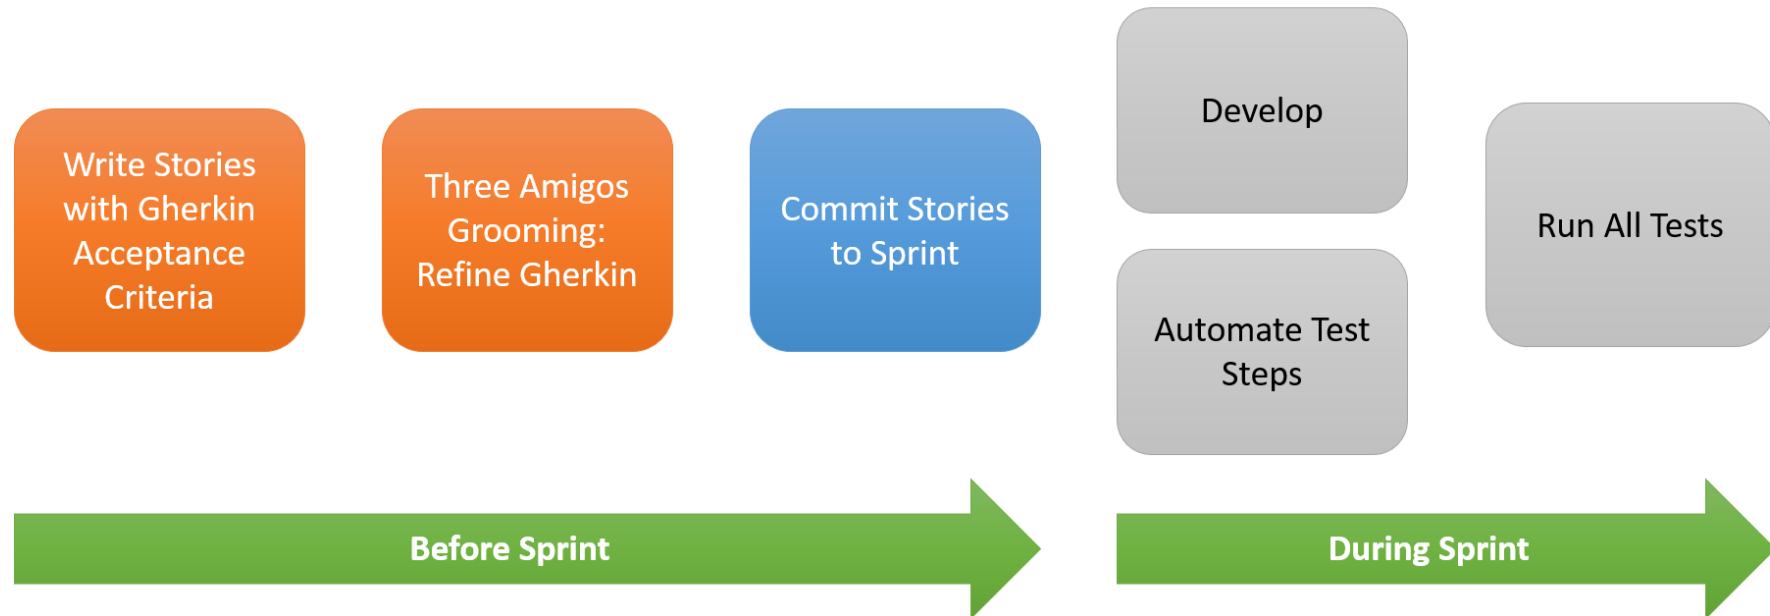 Write Stories
with Gherkin
Acceptance
Criteria
Three Amigos
Grooming:
Refine Gherkin
Commit Stories
to Sprint
Develop
Automate Test
Steps
Run All Tests
Before Sprint
During Sprint